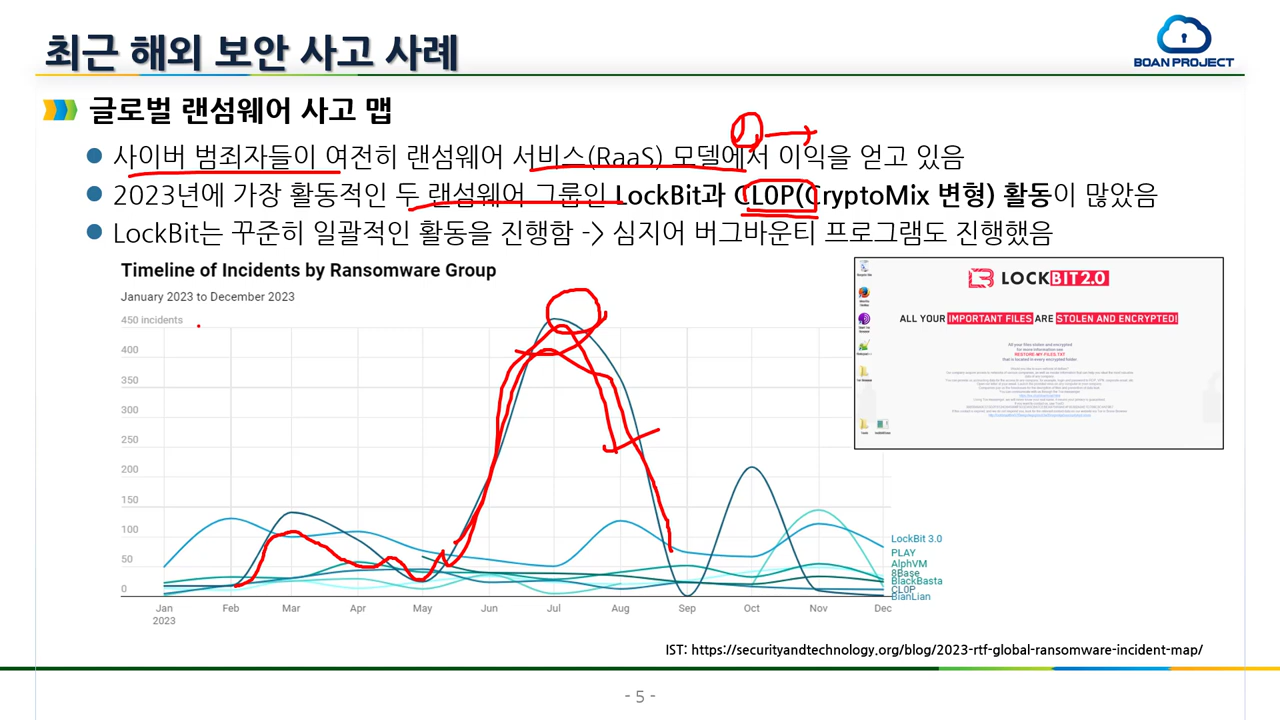 최근 해외 보안 사고 사례
BOAN PROJECT
글로벌 랜섬웨어 사고 맵
사이버 범죄자들이 여전히 랜섬웨어 서비스(RaaS) 모델에서 이익을 얻고 있음
2023년에 가장 활동적인 두 랜섬웨어 그룹인 LockBit과 CL0P(CryptoMix 변형) 활동이 많았음
LockBit는 꾸준히 일괄적인 활동을 진행함 -> 심지어 버그바운티 프로그램도 진행했음
Timeline of Incidents by Ransomware Group
January 2023 to December 2023
450 incidents
400
350
300
250
200
150
100
50
0
Jan 2023 Feb Mar Apr May Jun Jul Aug Sep Oct Nov Dec
LockBit 3.0
PLAY
AlphVM
8Base
BlackBasta
CL0P
BianLian
LOCKBIT 2.0
ALL YOUR IMPORTANT FILES ARE STOLEN AND ENCRYPTED!
IST: https://securityandtechnology.org/blog/2023-rtf-global-ransomware-incident-map/
- 5 -